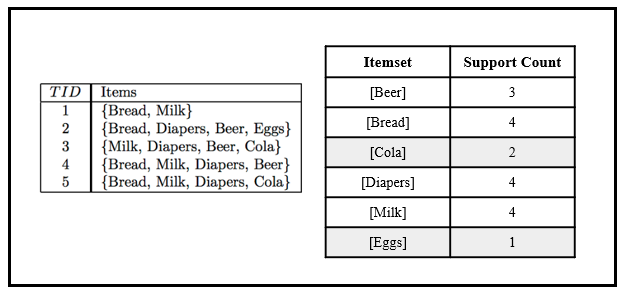 TID Items
1 {Bread, Milk}
2 {Bread, Diapers, Beer, Eggs}
3 {Milk, Diapers, Beer, Cola}
4 {Bread, Milk, Diapers, Beer}
5 {Bread, Milk, Diapers, Cola}
Itemset Support Count
[Beer] 3
[Bread] 4
[Cola] 2
[Diapers] 4
[Milk] 4
[Eggs] 1